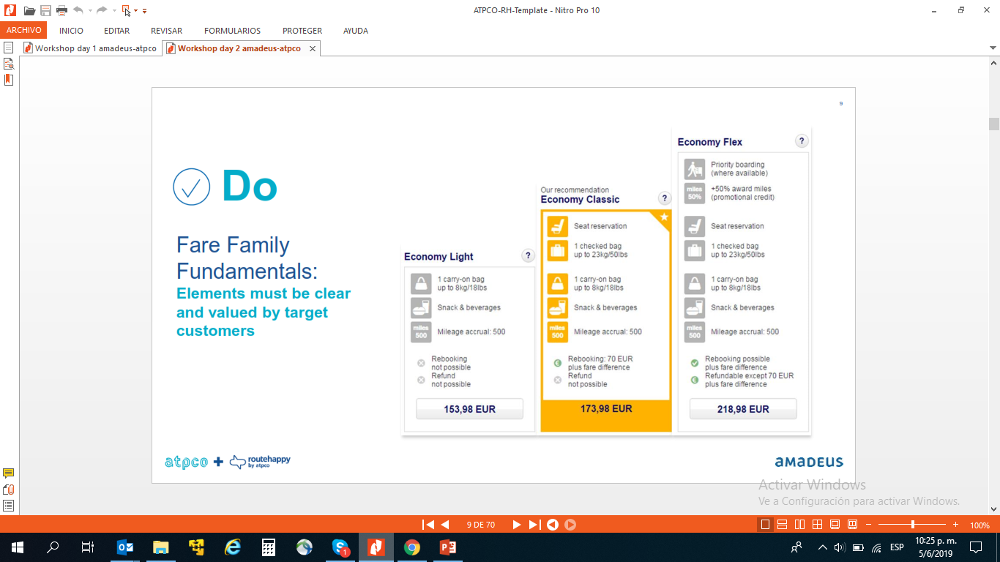 ATPCO-RH-Template - Nitro Pro 10
ARCHIVO INICIO EDITAR REVISAR FORMULARIOS PROTEGER AYUDA
Workshop day 1 amadeus-atpco
Workshop day 2 amadeus-atpco
9
Do
Fare Family
Fundamentals:
Elements must be clear
and valued by target
customers
Economy Light
?
1 carry-on bag
up to 8kg/18lbs
Snack & beverages
miles
500
Mileage accrual: 500
Rebooking
not possible
Refund
not possible
153,98 EUR
Our recommendation
Economy Classic
?
Seat reservation
1 checked bag
up to 23kg/50lbs
1 carry-on bag
up to 8kg/18lbs
Snack & beverages
miles
500
Mileage accrual: 500
€
Rebooking: 70 EUR
plus fare difference
Refund
not possible
173,98 EUR
Economy Flex
?
Priority boarding
(where available)
miles
50%
+50% award miles
(promotional credit)
Seat reservation
1 checked bag
up to 23kg/50lbs
1 carry-on bag
up to 8kg/18lbs
Snack & beverages
miles
500
Mileage accrual: 500
Rebooking possible
plus fare difference
€
Refundable except 70 EUR
plus fare difference
218,98 EUR
atpco + routehappy
by atpco
amadeus
Activar Windows
Ve a Configuración para activar Windows.
9 DE 70
100%
1
ESP
10:25 p. m.
5/6/2019